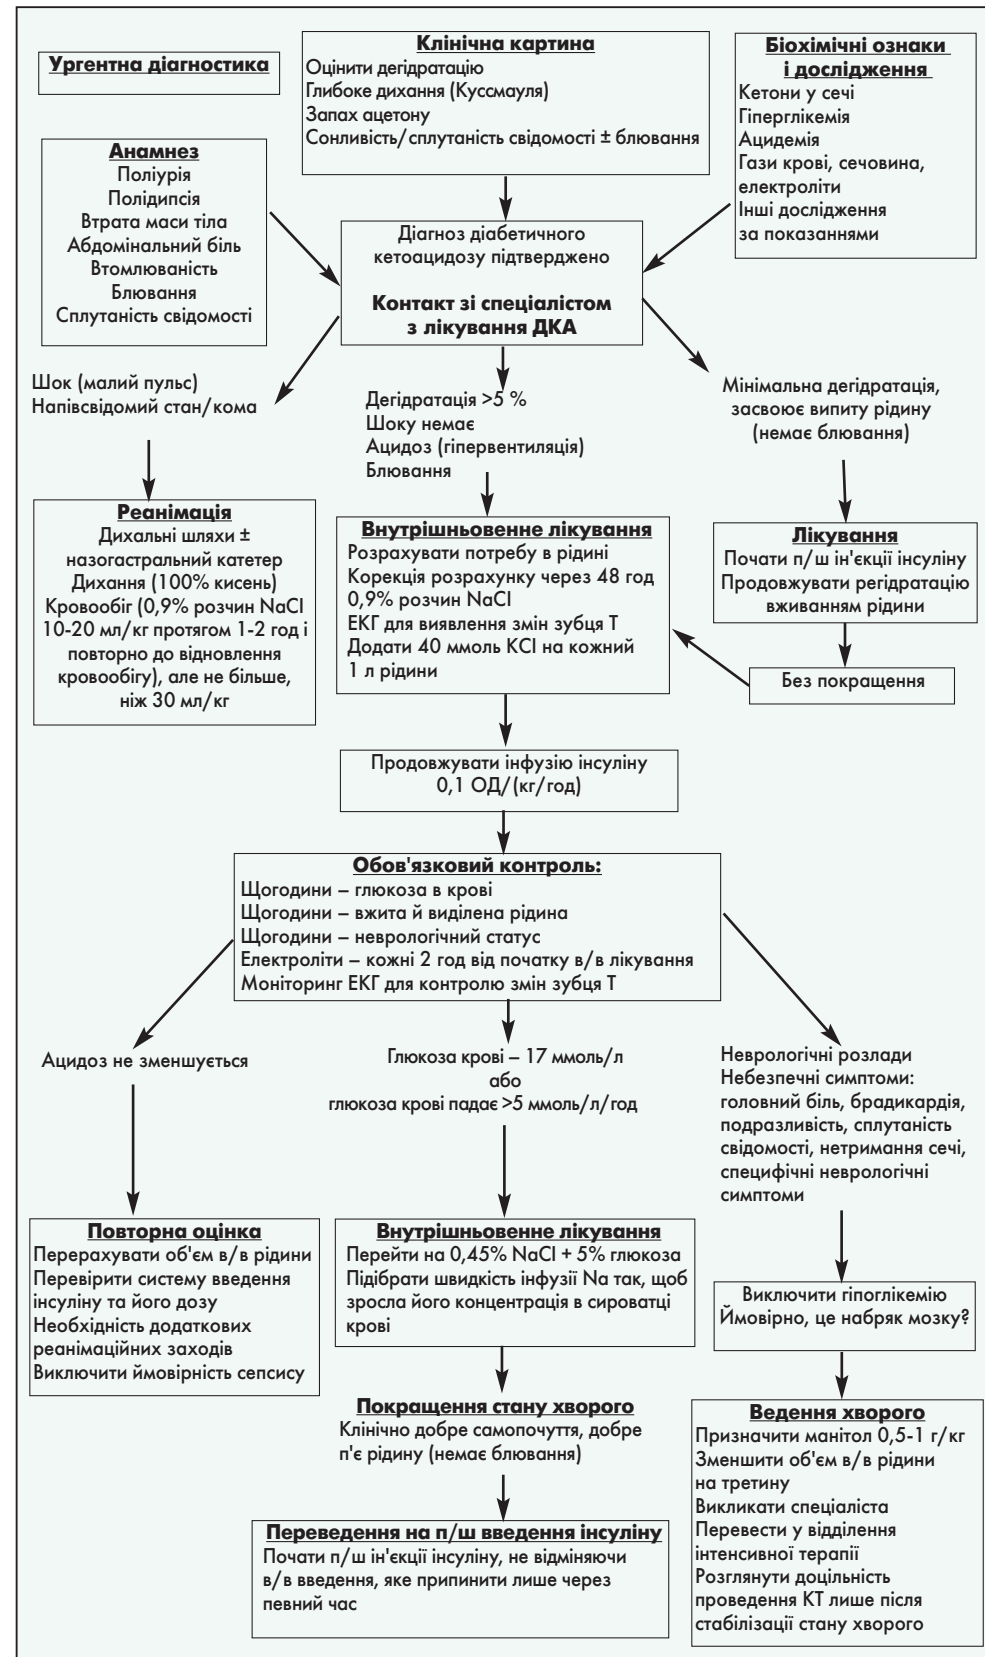 Ургентна діагностика
Клінічна картина
Оцінити дегідратацію
Глибоке дихання (Куссмауля)
Запах ацетону
Сонливість/сплутаність свідомості ± блювання
Біохімічні ознаки
і дослідження
Кетони у сечі
Гіперглікемія
Ацидемія
Гази крові, сечовина,
електроліти
Інші дослідження
за показаннями
Анамнез
Поліурія
Полідипсія
Втрата маси тіла
Абдомінальний біль
Втомлюваність
Блювання
Сплутаність свідомості
Діагноз діабетичного
кетоацидозу підтверджено
Контакт зі спеціалістом
з лікування ДКА
Шок (малий пульс)
Напівсвідомий стан/кома
Дегідратація >5 %
Шоку немає
Ацидоз (гіпервентиляція)
Блювання
Мінімальна дегідратація,
засвоює випиту рідину
(немає блювання)
Реанімація
Дихальні шляхи ±
назогастральний катетер
Дихання (100% кисень)
Кровообіг (0,9% розчин NaCl
10-20 мл/кг протягом 1-2 год і
повторно до відновлення
кровообігу), але не більше,
ніж 30 мл/кг
Внутрішньовенне лікування
Розрахувати потребу в рідині
Корекція розрахунку через 48 год
0,9% розчин NaCl
ЕКГ для виявлення змін зубця Т
Додати 40 ммоль KCl на кожний
1 л рідини
Лікування
Почати п/ш ін'єкції інсуліну
Продовжувати регідратацію
вживанням рідини
Без покращення
Продовжувати інфузію інсуліну
0,1 ОД/(кг/год)
Обов'язковий контроль:
Щогодини – глюкоза в крові
Щогодини – вжита й виділена рідина
Щогодини – неврологічний статус
Електроліти – кожні 2 год від початку в/в лікування
Моніторинг ЕКГ для контролю змін зубця Т
Ацидоз не зменшується
Глюкоза крові – 17 ммоль/л
або
глюкоза крові падає >5 ммоль/л/год
Неврологічні розлади
Небезпечні симптоми:
головний біль, брадикардія,
подразливість, сплутаність
свідомості, нетримання сечі,
специфічні неврологічні
симптоми
Повторна оцінка
Перерахувати об'єм в/в рідини
Перевірити систему введення
інсуліну та його дозу
Необхідність додаткових
реанімаційних заходів
Виключити ймовірність сепсису
Внутрішньовенне лікування
Перейти на 0,45% NaCl + 5% глюкоза
Підібрати швидкість інфузії Na так, щоб
зросла його концентрація в сироватці
крові
Виключити гіпоглікемію
Ймовірно, це набряк мозку?
Покращення стану хворого
Клінічно добре самопочуття, добре
п'є рідину (немає блювання)
Переведення на п/ш введення інсуліну
Почати п/ш ін'єкції інсуліну, не відміняючи
в/в введення, яке припинити лише через
певний час
Ведення хворого
Призначити манітол 0,5-1 г/кг
Зменшити об'єм в/в рідини
на третину
Викликати спеціаліста
Перевести у відділення
інтенсивної терапії
Розглянути доцільність
проведення КТ лише після
стабілізації стану хворого